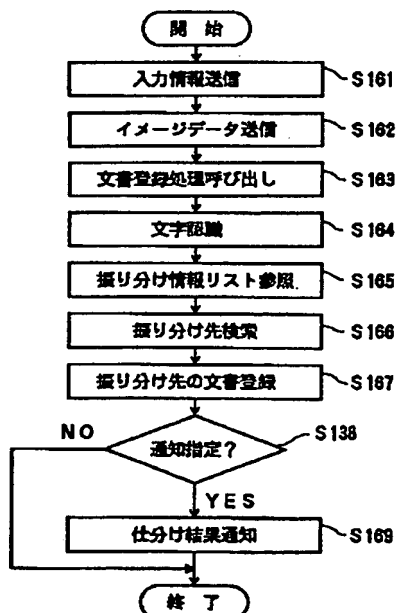 開始
入力情報送信
S161
イメージデータ送信
S162
文書登録処理呼び出し
S163
文字認識
S164
振り分け情報リスト参照
S165
振り分け先検索
S166
振り分け先の文書登録
S167
NO
通知指定?
S138
YES
仕分け結果通知
S169
終了